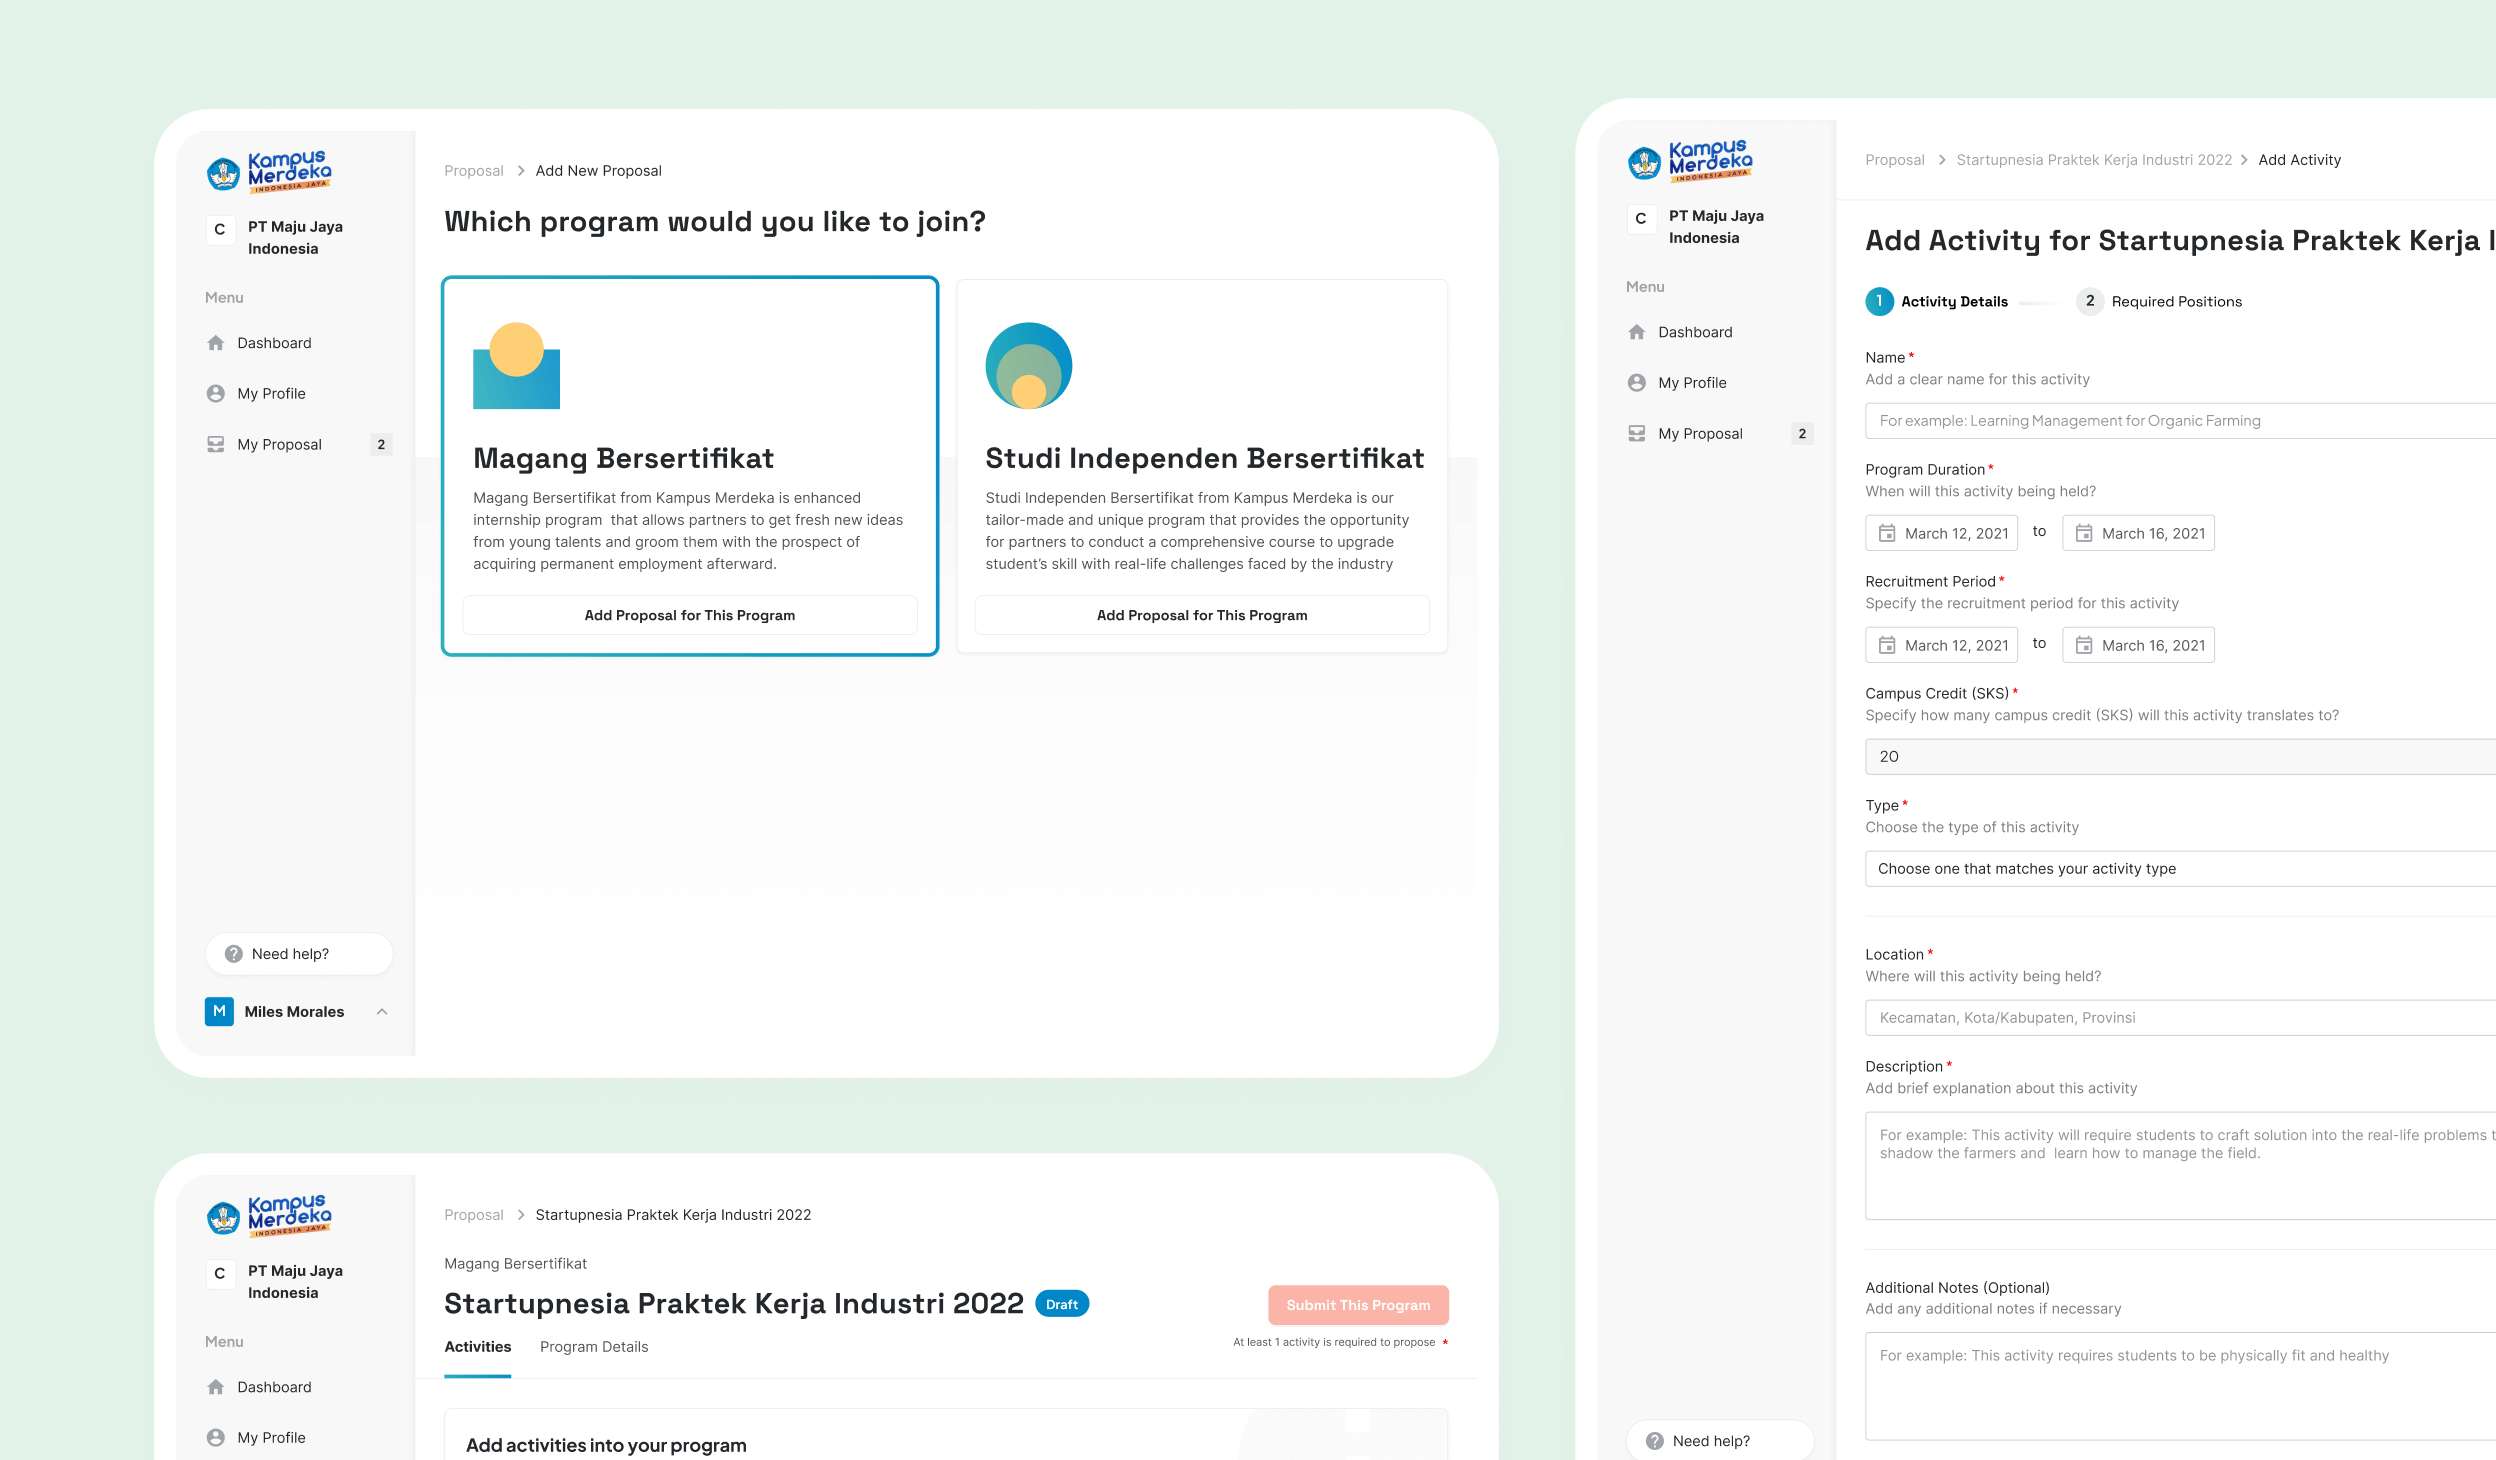 Kampus
Merdeka
INDONESIA JAYA
C
PT Maju Jaya
Indonesia
Menu
Dashboard
My Profile
My Proposal
2
Need help?
M
Miles Morales
Proposal > Add New Proposal
Which program would you like to join?
Magang Bersertifikat
Magang Bersertifikat from Kampus Merdeka is enhanced
internship program  that allows partners to get fresh new ideas
from young talents and groom them with the prospect of
acquiring permanent employment afterward.
Add Proposal for This Program
Studi Independen Bersertifikat
Studi Independen Bersertifikat from Kampus Merdeka is our
tailor-made and unique program that provides the opportunity
for partners to conduct a comprehensive course to upgrade
student's skill with real-life challenges faced by the industry
Add Proposal for This Program
Kampus
Merdeka
INDONESIA JAYA
C
PT Maju Jaya
Indonesia
Menu
Dashboard
My Profile
Proposal > Startupnesia Praktek Kerja Industri 2022
Magang Bersertifikat
Startupnesia Praktek Kerja Industri 2022
Draft
Submit This Program
At least 1 activity is required to propose *
Activities
Program Details
Add activities into your program
Kampus
Merdeka
INDONESIA JAYA
C
PT Maju Jaya
Indonesia
Menu
Dashboard
My Profile
My Proposal
2
Need help?
Proposal > Startupnesia Praktek Kerja Industri 2022 > Add Activity
Add Activity for Startupnesia Praktek Kerja I
1 Activity Details
2 Required Positions
Name *
Add a clear name for this activity
For example: Learning Management for Organic Farming
Program Duration *
When will this activity being held?
March 12, 2021 to March 16, 2021
Recruitment Period *
Specify the recruitment period for this activity
March 12, 2021 to March 16, 2021
Campus Credit (SKS) *
Specify how many campus credit (SKS) will this activity translates to?
20
Type *
Choose the type of this activity
Choose one that matches your activity type
Location *
Where will this activity being held?
Kecamatan, Kota/Kabupaten, Provinsi
Description *
Add brief explanation about this activity
For example: This activity will require students to craft solution into the real-life problems t
shadow the farmers and  learn how to manage the field.
Additional Notes (Optional)
Add any additional notes if necessary
For example: This activity requires students to be physically fit and healthy